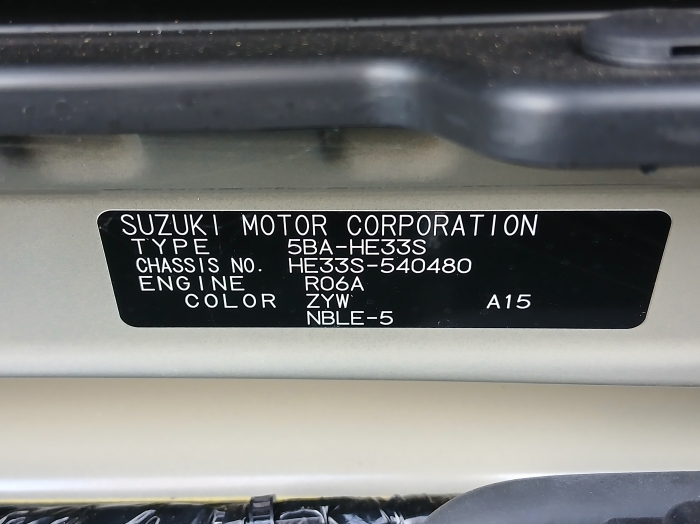 SUZUKI MOTOR CORPORATION
TYPE 5BA-HE33S
CHASSIS NO. HE33S-540480
ENGINE R06A
COLOR ZYW A15
NBLE-5